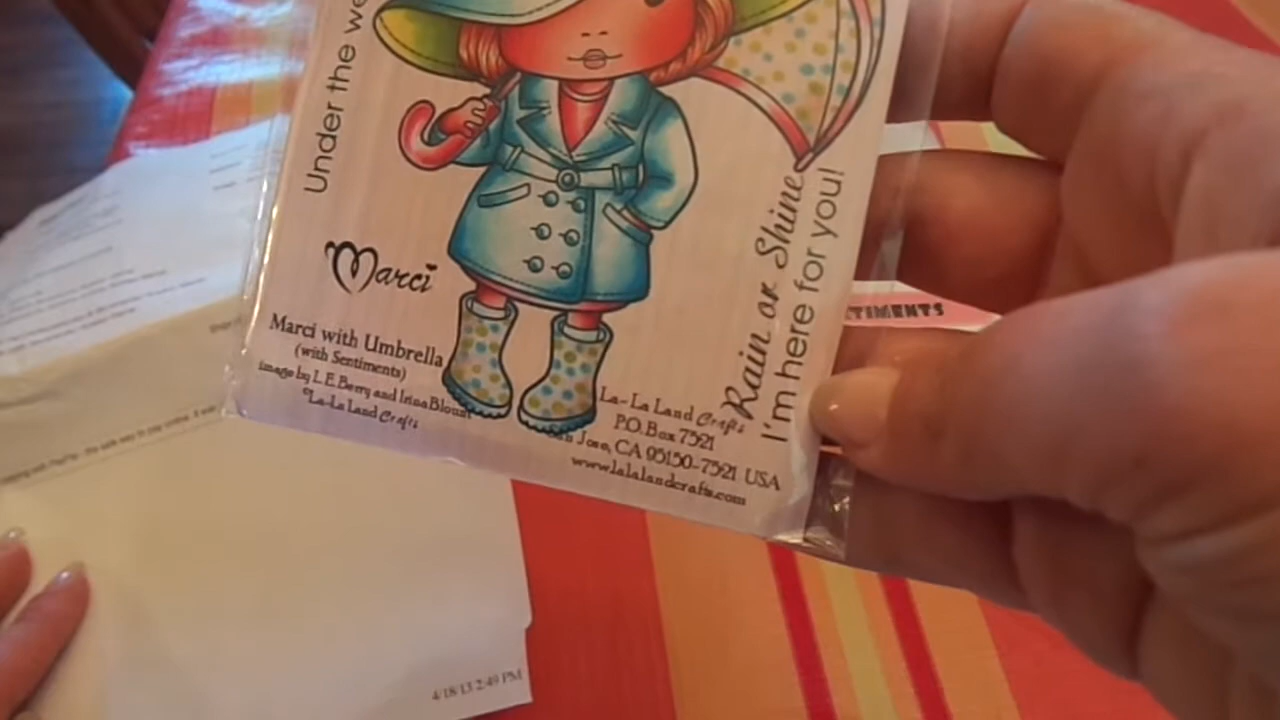 Under the we
Marci
Marci with Umbrella
(with Sentiments)
image by L.E.Berry and Irina Blount
La-La Land Crafts
La-La Land Crafts
P.O.Box 7521
San Jose, CA 95150-7521 USA
www.lalalandcrafts.com
Rain or Shine
I'm here for you!
TIMENTS
4/18/13 2:49 PM